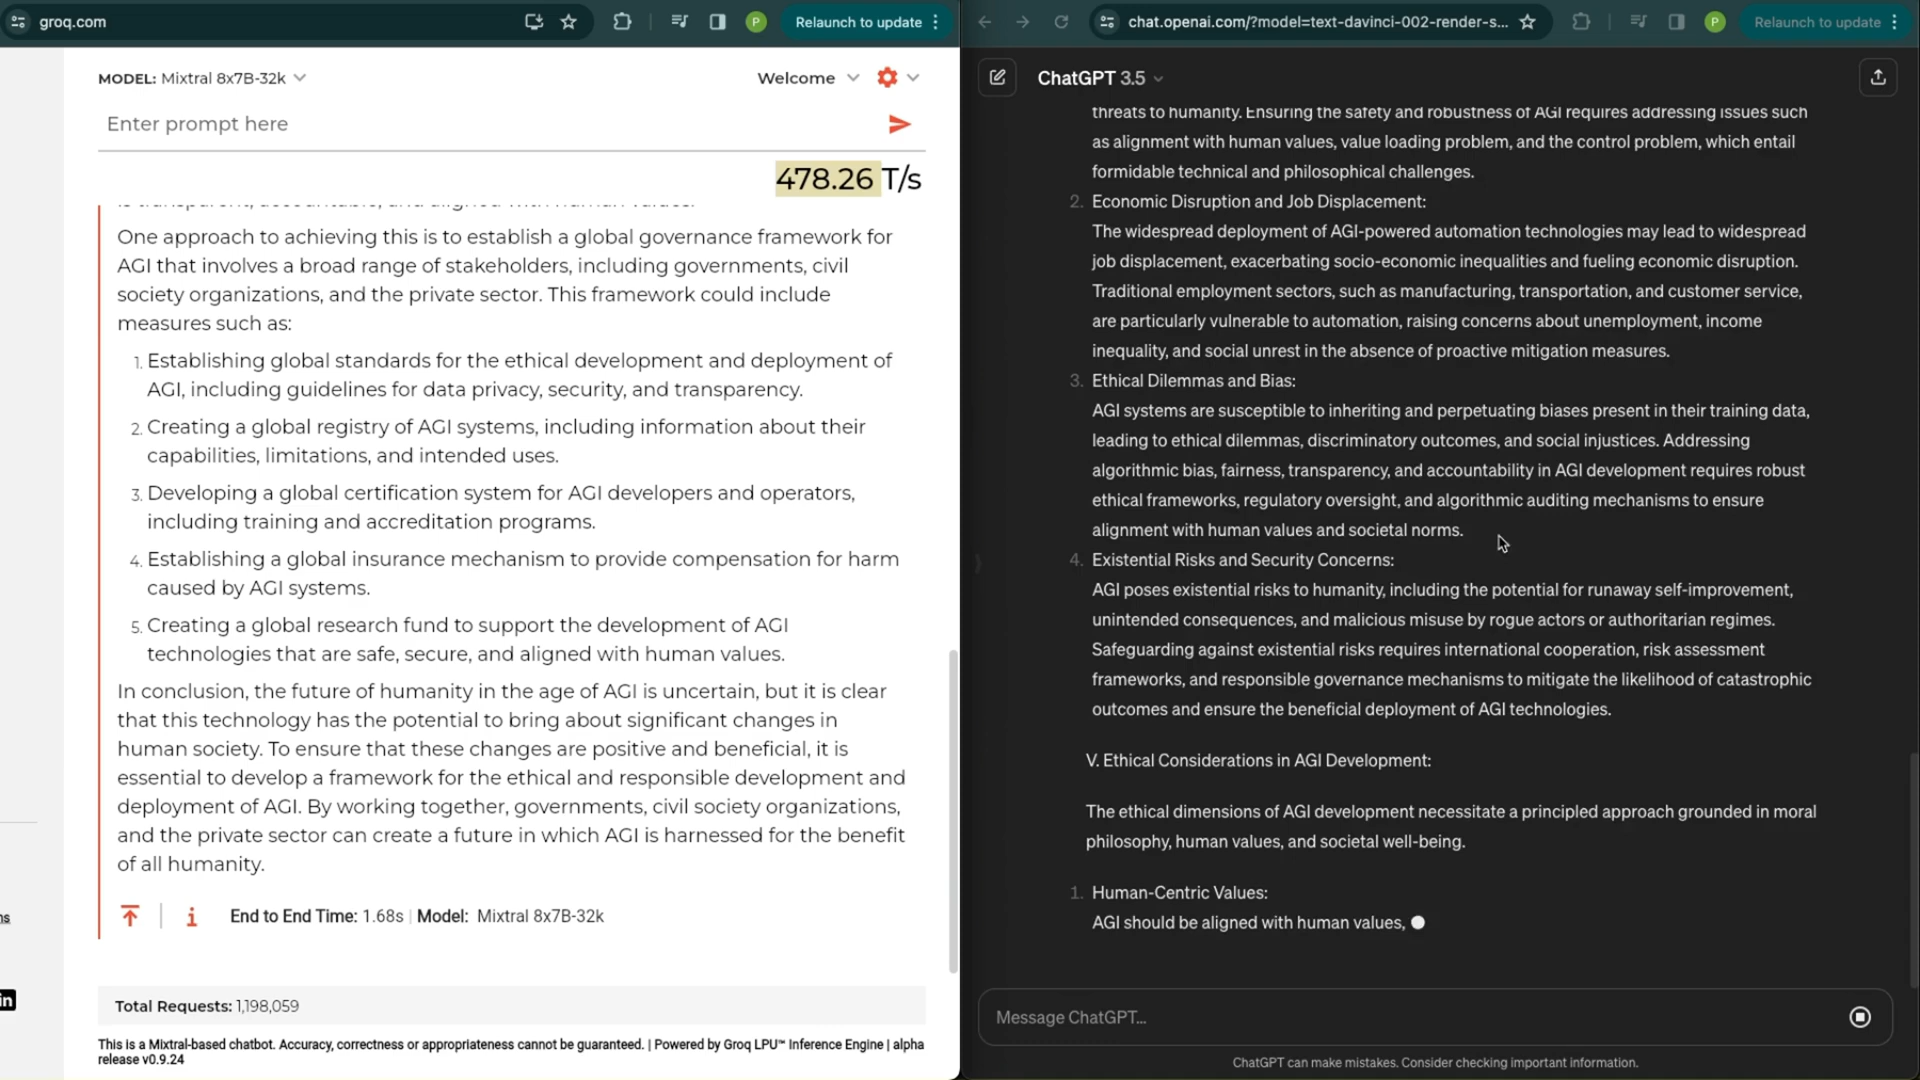 groq.com
Relaunch to update
MODEL: Mixtral 8x7B-32k
Welcome
Enter prompt here
478.26 T/s
is transparent, accountable, and aligned with human values.
One approach to achieving this is to establish a global governance framework for
AGI that involves a broad range of stakeholders, including governments, civil
society organizations, and the private sector. This framework could include
measures such as:
1. Establishing global standards for the ethical development and deployment of
AGI, including guidelines for data privacy, security, and transparency.
2. Creating a global registry of AGI systems, including information about their
capabilities, limitations, and intended uses.
3. Developing a global certification system for AGI developers and operators,
including training and accreditation programs.
4. Establishing a global insurance mechanism to provide compensation for harm
caused by AGI systems.
5. Creating a global research fund to support the development of AGI
technologies that are safe, secure, and aligned with human values.
In conclusion, the future of humanity in the age of AGI is uncertain, but it is clear
that this technology has the potential to bring about significant changes in
human society. To ensure that these changes are positive and beneficial, it is
essential to develop a framework for the ethical and responsible development and
deployment of AGI. By working together, governments, civil society organizations,
and the private sector can create a future in which AGI is harnessed for the benefit
of all humanity.
End to End Time: 1.68s | Model: Mixtral 8x7B-32k
ns
in
Total Requests: 1,198,059
This is a Mixtral-based chatbot. Accuracy, correctness or appropriateness cannot be guaranteed. | Powered by Groq LPU™ Inference Engine | alpha
release v0.9.24
chat.openai.com/?model=text-davinci-002-render-s...
P
Relaunch to update
ChatGPT 3.5
threats to humanity. Ensuring the safety and robustness of AGI requires addressing issues such
as alignment with human values, value loading problem, and the control problem, which entail
formidable technical and philosophical challenges.
2. Economic Disruption and Job Displacement:
The widespread deployment of AGI-powered automation technologies may lead to widespread
job displacement, exacerbating socio-economic inequalities and fueling economic disruption.
Traditional employment sectors, such as manufacturing, transportation, and customer service,
are particularly vulnerable to automation, raising concerns about unemployment, income
inequality, and social unrest in the absence of proactive mitigation measures.
3. Ethical Dilemmas and Bias:
AGI systems are susceptible to inheriting and perpetuating biases present in their training data,
leading to ethical dilemmas, discriminatory outcomes, and social injustices. Addressing
algorithmic bias, fairness, transparency, and accountability in AGI development requires robust
ethical frameworks, regulatory oversight, and algorithmic auditing mechanisms to ensure
alignment with human values and societal norms.
4. Existential Risks and Security Concerns:
AGI poses existential risks to humanity, including the potential for runaway self-improvement,
unintended consequences, and malicious misuse by rogue actors or authoritarian regimes.
Safeguarding against existential risks requires international cooperation, risk assessment
frameworks, and responsible governance mechanisms to mitigate the likelihood of catastrophic
outcomes and ensure the beneficial deployment of AGI technologies.
V. Ethical Considerations in AGI Development:
The ethical dimensions of AGI development necessitate a principled approach grounded in moral
philosophy, human values, and societal well-being.
1. Human-Centric Values:
AGI should be aligned with human values,
Message ChatGPT...
ChatGPT can make mistakes. Consider checking important information.